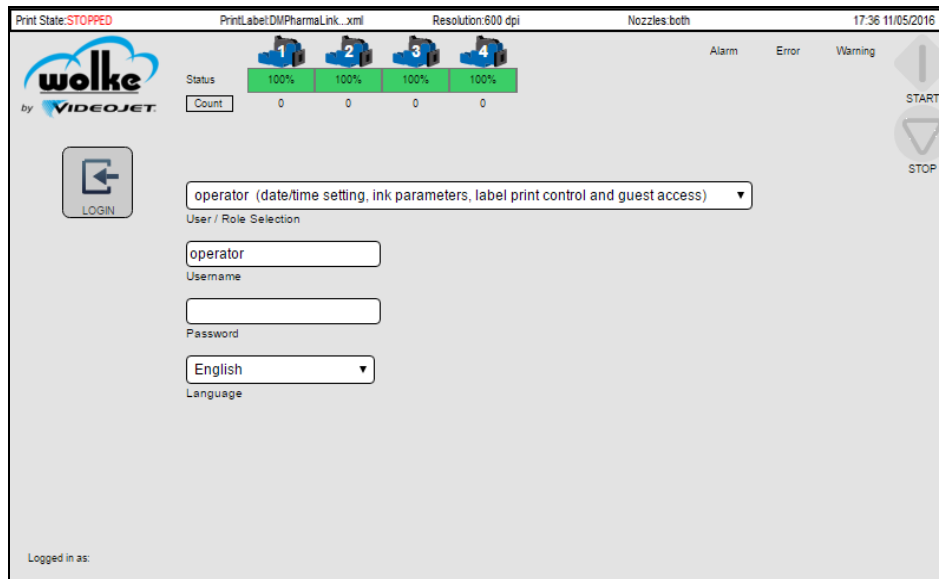 Print State:STOPPED PrintLabel:DMPharmaLink...xml Resolution:600 dpi Nozzles:both 17:36 11/05/2016
wolke
by VIDEOJET.
1 2 3 4
Alarm Error Warning
Status 100% 100% 100% 100%
Count 0 0 0 0
START
STOP
LOGIN
operator (date/time setting, ink parameters, label print control and guest access)
User / Role Selection
operator
Username
Password
English
Language
Logged in as: